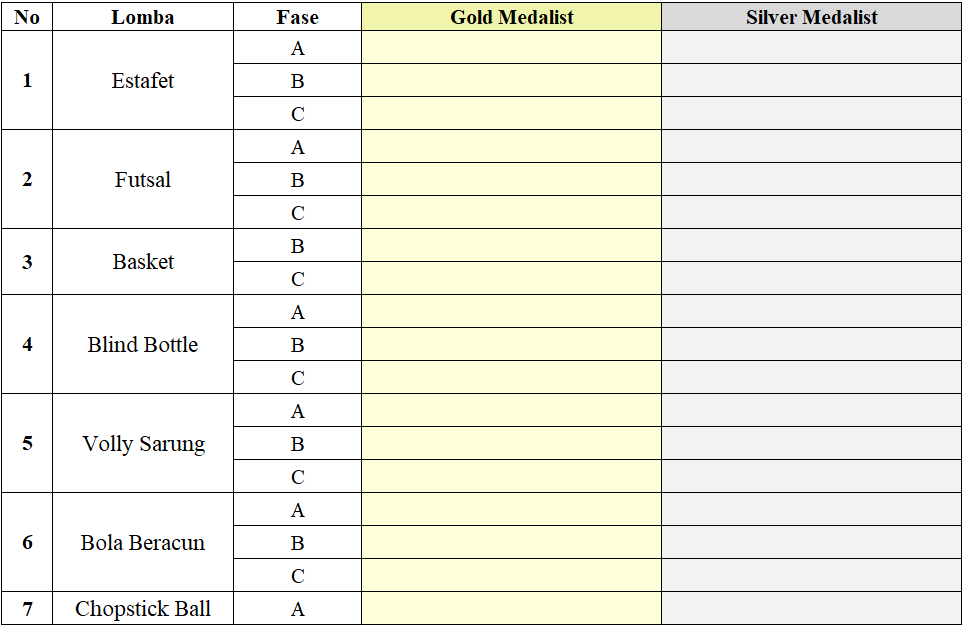 No Lomba Fase Gold Medalist Silver Medalist
1 Estafet A
B
C
2 Futsal A
B
C
3 Basket B
C
4 Blind Bottle A
B
C
5 Volly Sarung A
B
C
6 Bola Beracun A
B
C
7 Chopstick Ball A